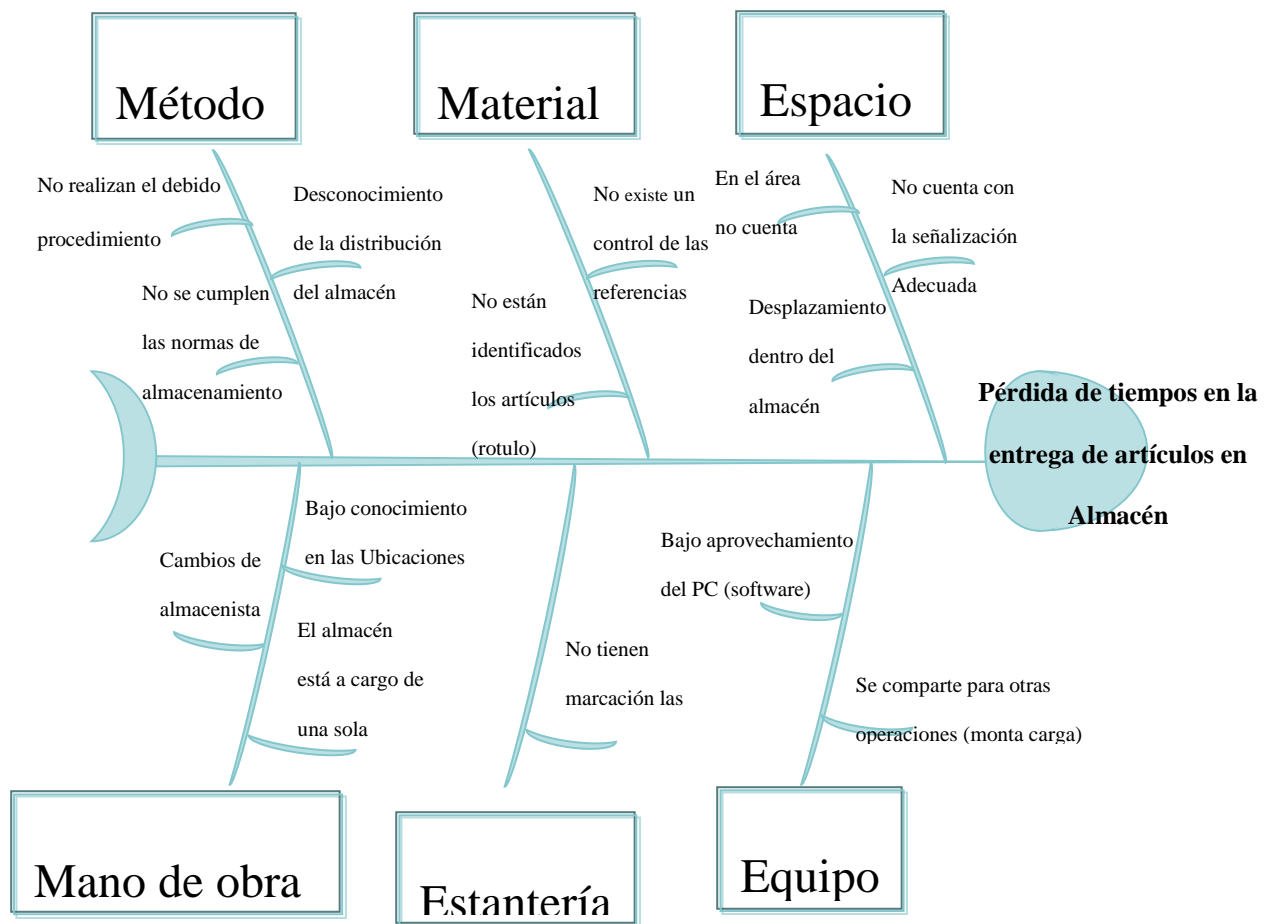 Método
Material
Espacio
No realizan el debido
procedimiento
Desconocimiento
de la distribución
del almacén
No se cumplen
las normas de
almacenamiento
No existe un
control de las
referencias
No están
identificados
los artículos
(rotulo)
En el área
no cuenta
No cuenta con
la señalización
Adecuada
Desplazamiento
dentro del
almacén
Pérdida de tiempos en la
entrega de artículos en
Almacén
Bajo conocimiento
en las Ubicaciones
Cambios de
almacenista
El almacén
está a cargo de
una sola
No tienen
marcación las
Bajo aprovechamiento
del PC (software)
Se comparte para otras
operaciones (monta carga)
Mano de obra
Estantería
Equipo